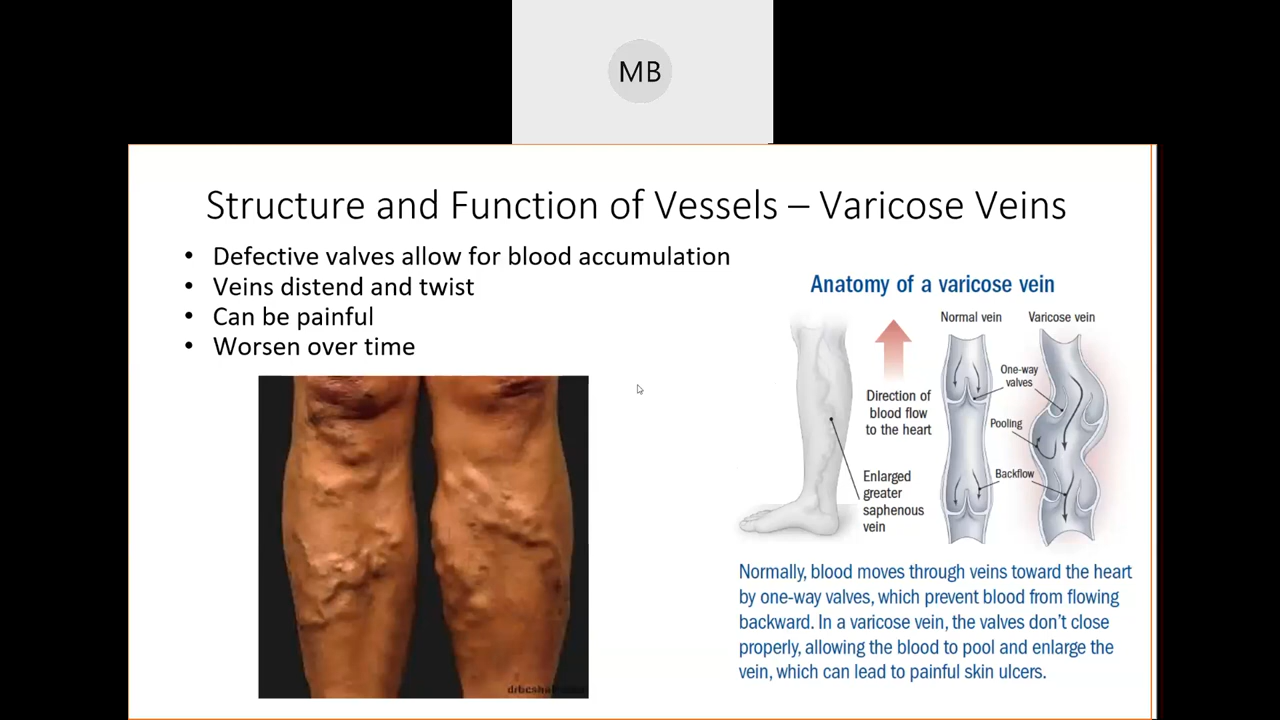 MB
Structure and Function of Vessels – Varicose Veins
• Defective valves allow for blood accumulation
• Veins distend and twist
• Can be painful
• Worsen over time
Anatomy of a varicose vein
Normal vein
Varicose vein
One-way
valves
Direction of
blood flow
to the heart
Pooling
Backflow
Enlarged
greater
saphenous
vein
Normally, blood moves through veins toward the heart
by one-way valves, which prevent blood from flowing
backward. In a varicose vein, the valves don't close
properly, allowing the blood to pool and enlarge the
vein, which can lead to painful skin ulcers.